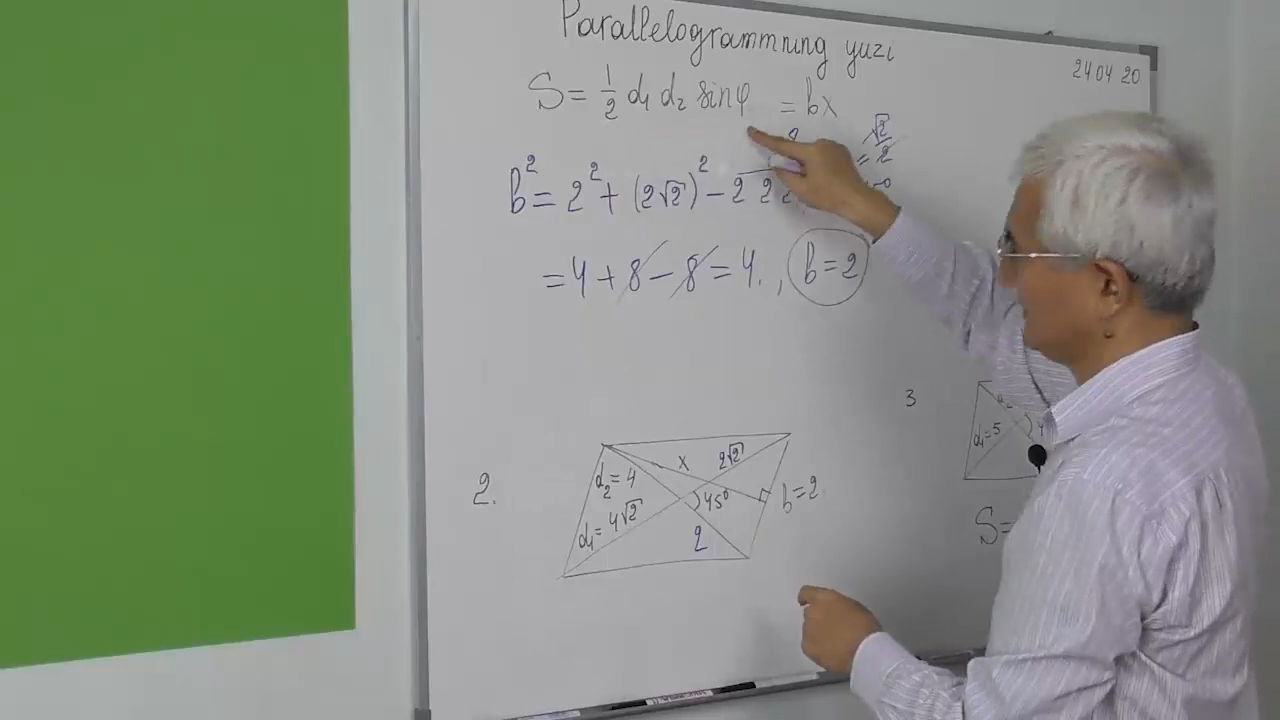 Parallelogrammning yuzi
24.04 20
S = 1/2 d₁ d₂ sinφ = bx
b² = 2² + (2√2)² − 2 2 2
√2
= 2
= 4 + 8 − 8 = 4. , b = 2
3
d₁ = 5
2.
x 2√2
d₂ = 4
45° b = 2
d₁ = 4√2
2
S =